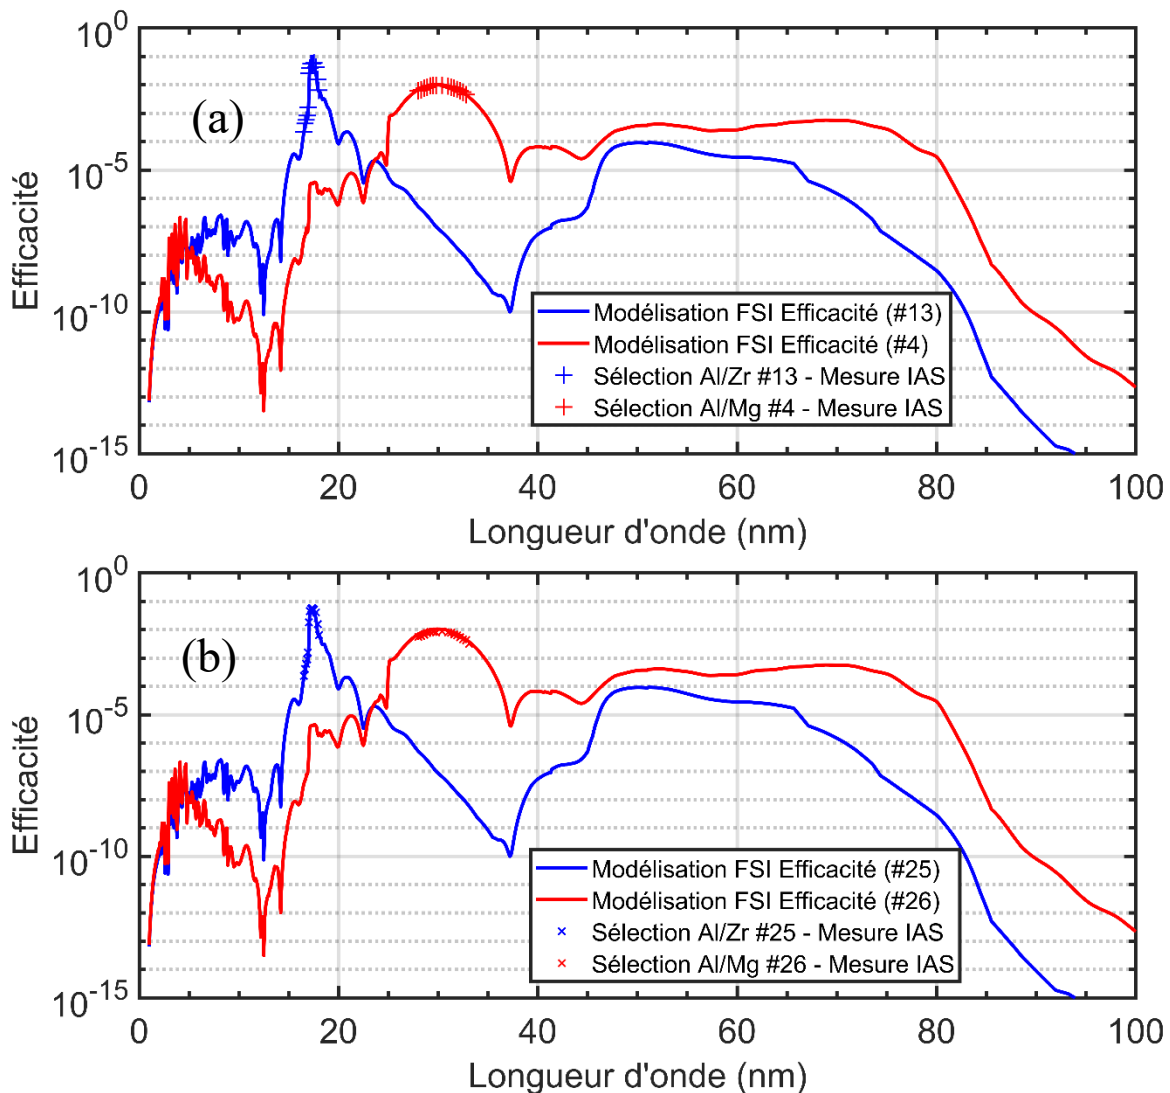 10^0
(a)
10^-5
Efficacité
10^-10
Modélisation FSI Efficacité (#13)
Modélisation FSI Efficacité (#4)
Sélection Al/Zr #13 - Mesure IAS
Sélection Al/Mg #4 - Mesure IAS
10^-15
0 20 40 60 80 100
Longueur d'onde (nm)
10^0
(b)
10^-5
Efficacité
10^-10
Modélisation FSI Efficacité (#25)
Modélisation FSI Efficacité (#26)
Sélection Al/Zr #25 - Mesure IAS
Sélection Al/Mg #26 - Mesure IAS
10^-15
0 20 40 60 80 100
Longueur d'onde (nm)